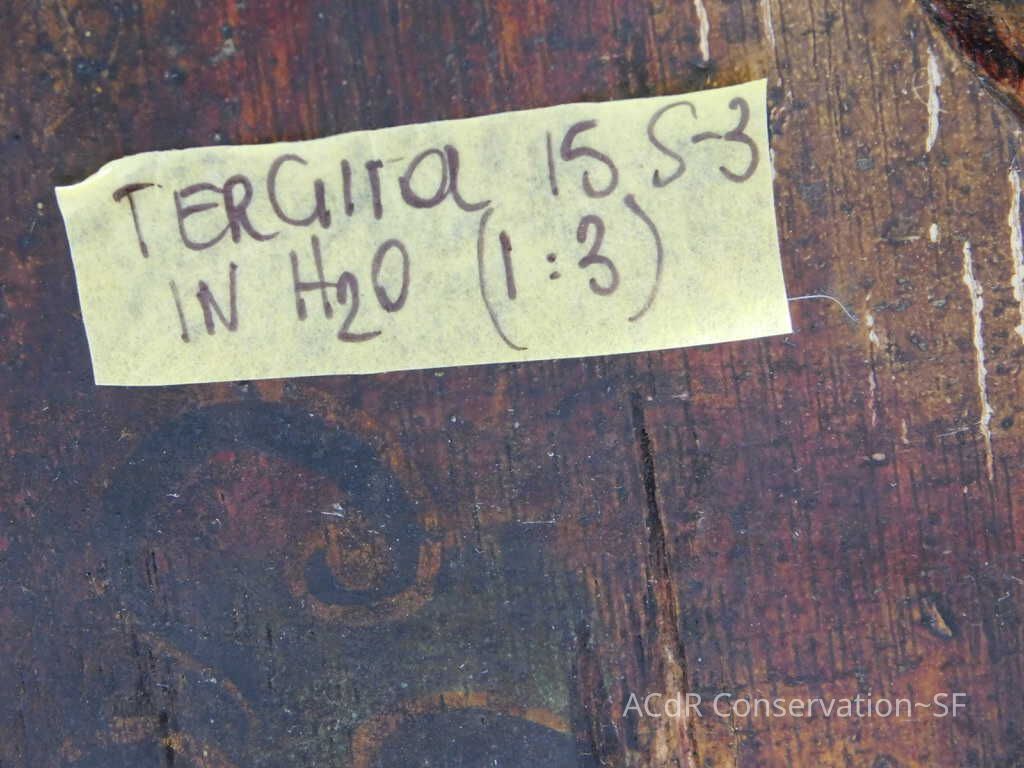 TERGITOL 15 S-3
IN H2O (1:3)
ACdR Conservation~SF